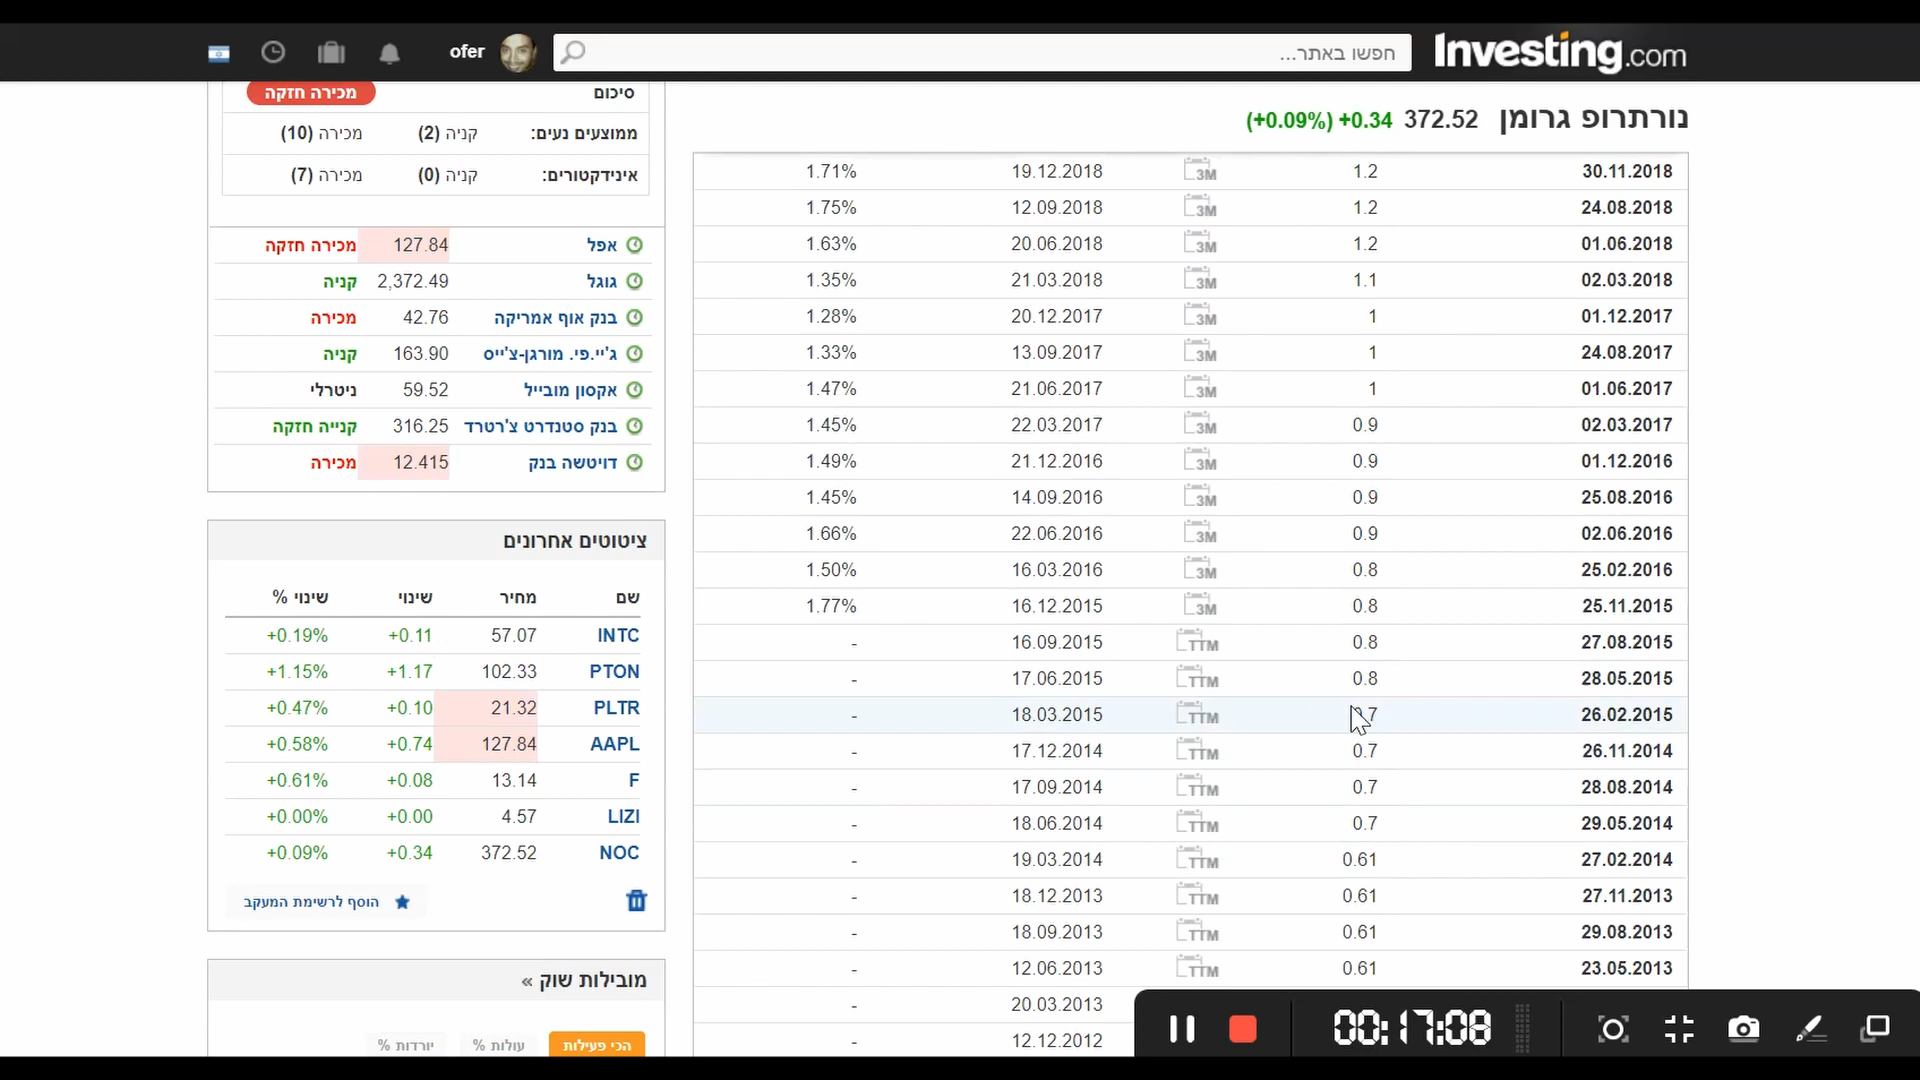 Investing.com
חפשו באתר...
ofer
נורתרופ גרומן 372.52 +0.34 (+0.09%)
30.11.2018 1.2 3M 19.12.2018 1.71%
24.08.2018 1.2 3M 12.09.2018 1.75%
01.06.2018 1.2 3M 20.06.2018 1.63%
02.03.2018 1.1 3M 21.03.2018 1.35%
01.12.2017 1 3M 20.12.2017 1.28%
24.08.2017 1 3M 13.09.2017 1.33%
01.06.2017 1 3M 21.06.2017 1.47%
02.03.2017 0.9 3M 22.03.2017 1.45%
01.12.2016 0.9 3M 21.12.2016 1.49%
25.08.2016 0.9 3M 14.09.2016 1.45%
02.06.2016 0.9 3M 22.06.2016 1.66%
25.02.2016 0.8 3M 16.03.2016 1.50%
25.11.2015 0.8 3M 16.12.2015 1.77%
27.08.2015 0.8 TTM 16.09.2015 -
28.05.2015 0.8 TTM 17.06.2015 -
26.02.2015 TTM 18.03.2015 -
26.11.2014 0.7 TTM 17.12.2014 -
28.08.2014 0.7 TTM 17.09.2014 -
29.05.2014 0.7 TTM 18.06.2014 -
27.02.2014 0.61 TTM 19.03.2014 -
27.11.2013 0.61 TTM 18.12.2013 -
29.08.2013 0.61 TTM 18.09.2013 -
23.05.2013 0.61 TTM 12.06.2013 -
20.03.2013 -
12.12.2012 -
סיכום מכירה חזקה
ממוצעים נעים: קניה (2) מכירה (10)
אינידקטורים: קניה (0) מכירה (7)
אפל 127.84 מכירה חזקה
גוגל 2,372.49 קניה
בנק אוף אמריקה 42.76 מכירה
ג'יי.פי. מורגן-צ'ייס 163.90 קניה
אקסון מובייל 59.52 ניטרלי
בנק סטנדרט צ'רטרד 316.25 קנייה חזקה
דויטשה בנק 12.415 מכירה
ציטוטים אחרונים
שם מחיר שינוי שינוי %
INTC 57.07 +0.11 +0.19%
PTON 102.33 +1.17 +1.15%
PLTR 21.32 +0.10 +0.47%
AAPL 127.84 +0.74 +0.58%
F 13.14 +0.08 +0.61%
LIZI 4.57 +0.00 +0.00%
NOC 372.52 +0.34 +0.09%
הוסף לרשימת המעקב
מובילות שוק »
הכי פעילות עולות % יורדות %
00:17:08